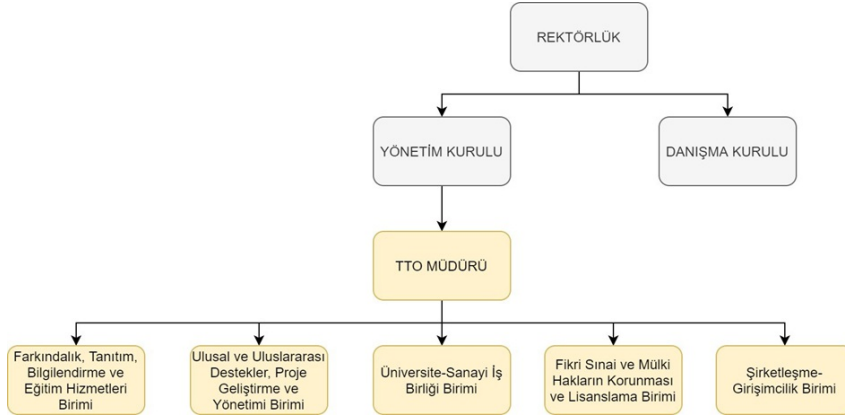 REKTÖRLÜK
YÖNETİM KURULU
DANIŞMA KURULU
TTO MÜDÜRÜ
Farkındalık, Tanıtım,
Bilgilendirme ve
Eğitim Hizmetleri
Birimi
Ulusal ve Uluslararası
Destekler, Proje
Geliştirme ve
Yönetimi Birimi
Üniversite-Sanayi İş
Birliği Birimi
Fikri Sınai ve Mülki
Hakların Korunması
ve Lisanslama Birimi
Şirketleşme-
Girişimcilik Birimi